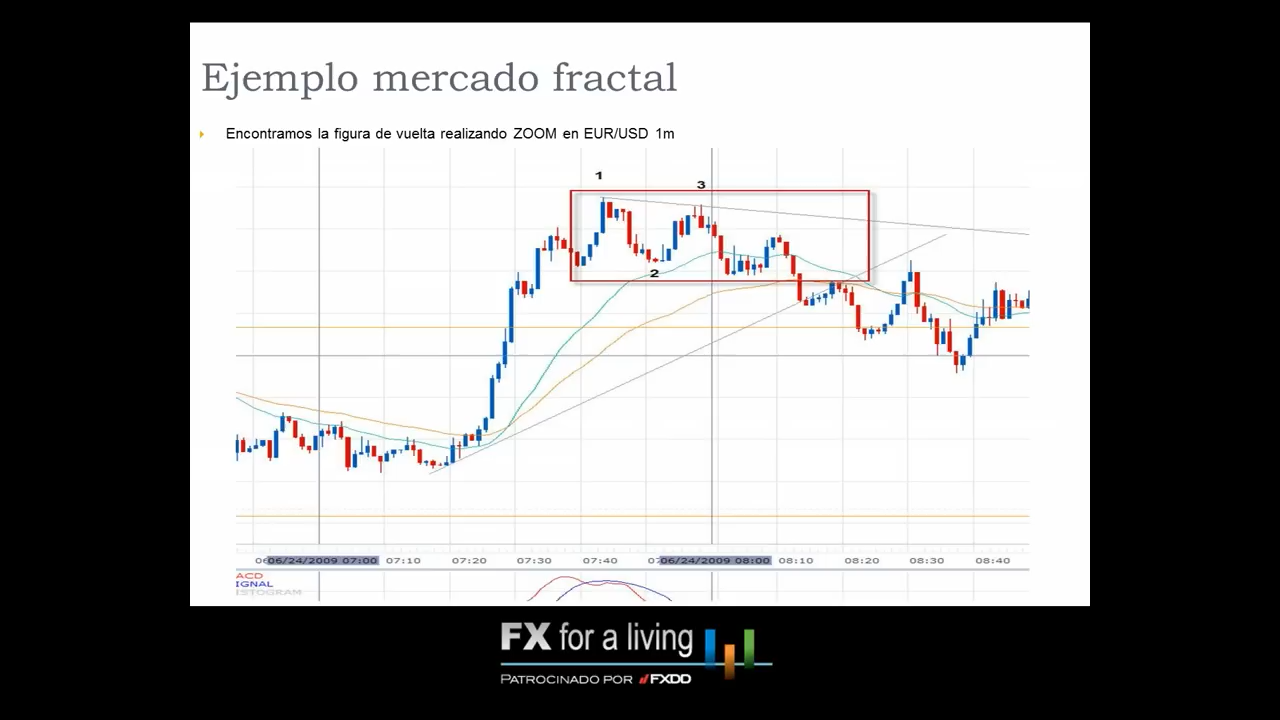 Ejemplo mercado fractal
Encontramos la figura de vuelta realizando ZOOM en EUR/USD 1m
1
3
2
06/24/2009 07:00 07:10 07:20 07:30 07:40 06/24/2009 08:00 08:10 08:20 08:30 08:40
ACD
IGNAL
ISTOGRAM
FX for a living
PATROCINADO POR FXDD